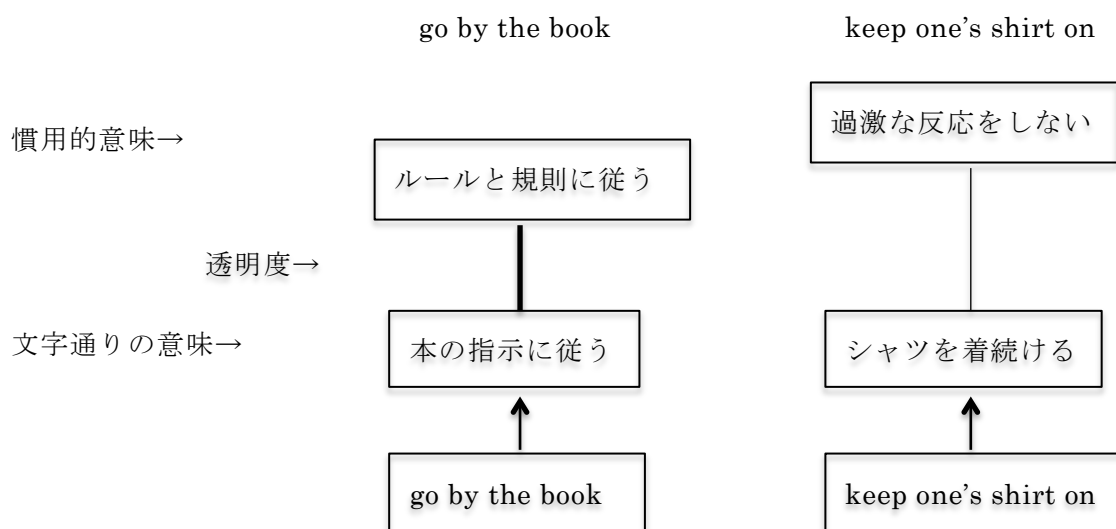 go by the book
keep one's shirt on
過激な反応をしない
慣用的意味→
ルールと規則に従う
透明度→
文字通りの意味→
本の指示に従う
シャツを着続ける
go by the book
keep one’s shirt on